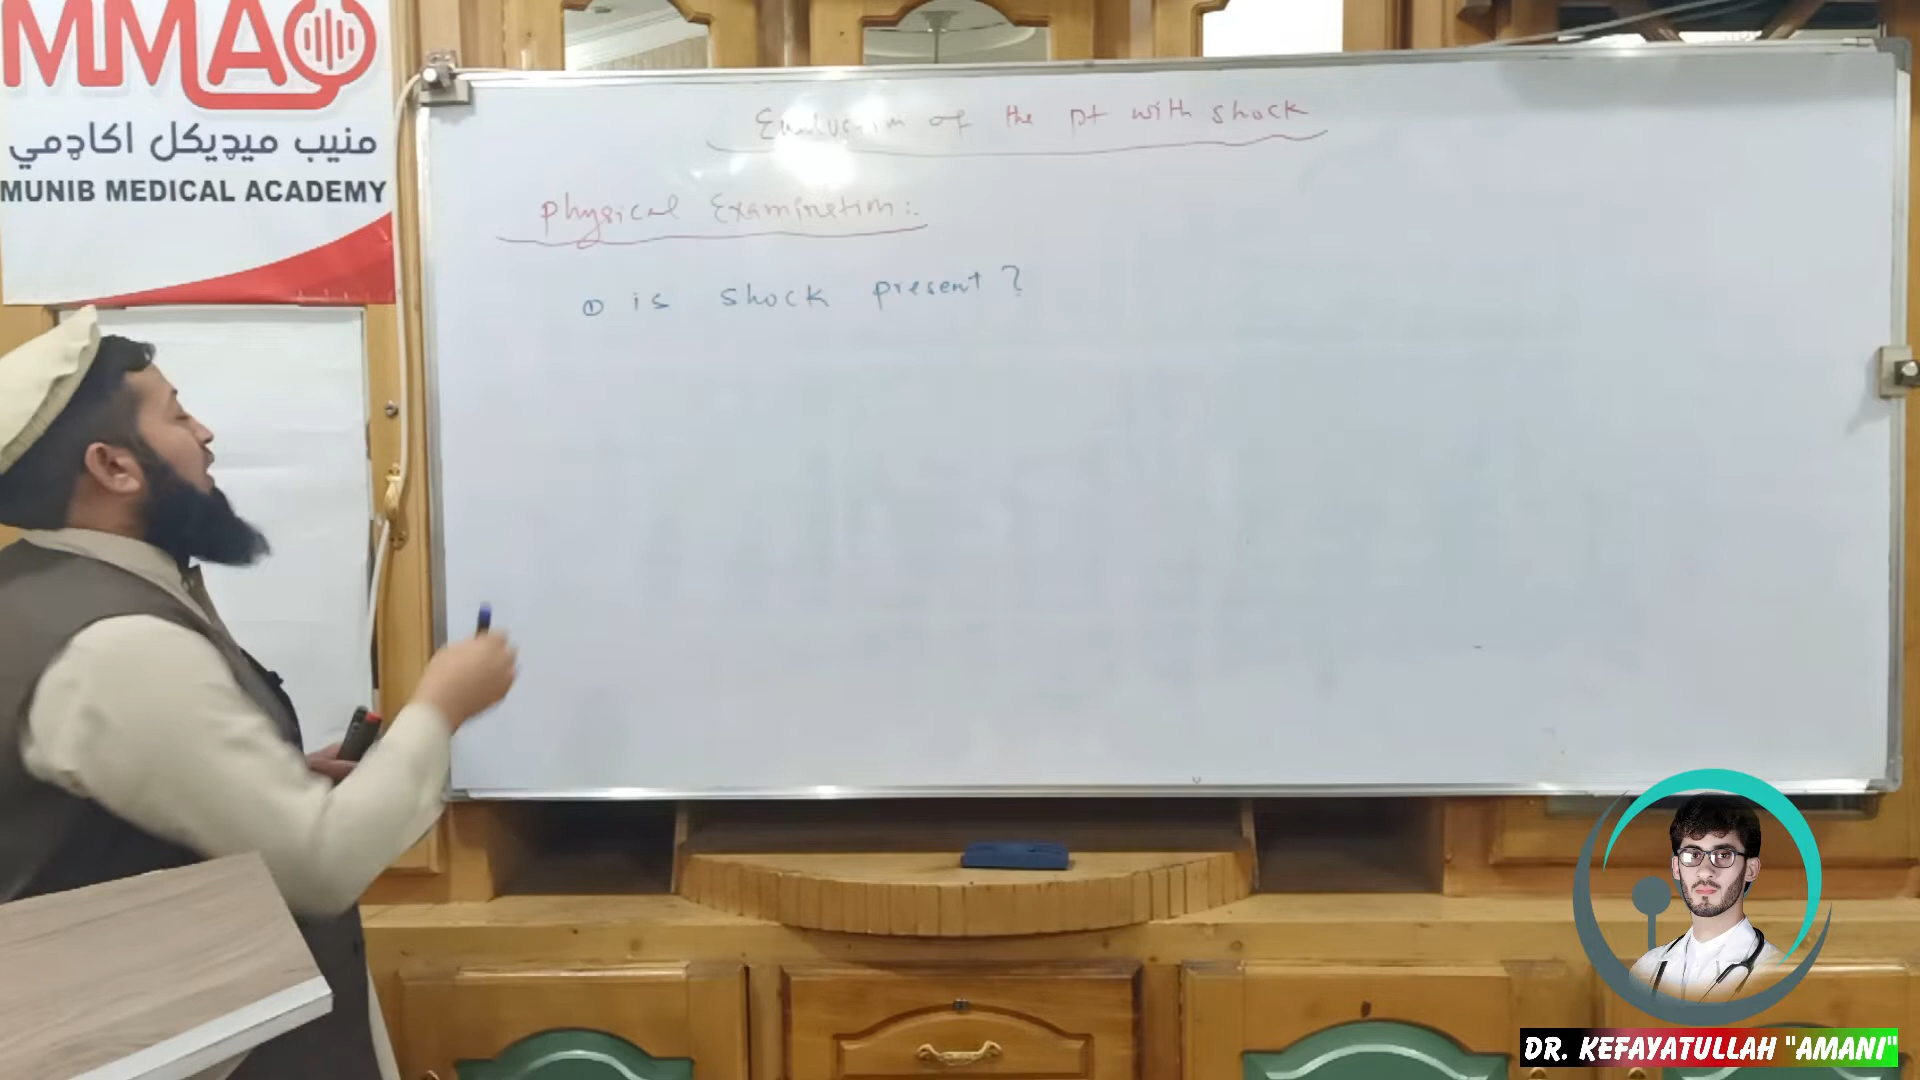 MMA
منیب میډیکل اکاډمي
MUNIB MEDICAL ACADEMY
Evaluation of the pt with shock
Physical Examination:
① is shock present?
DR. KEFAYATULLAH "AMANI"